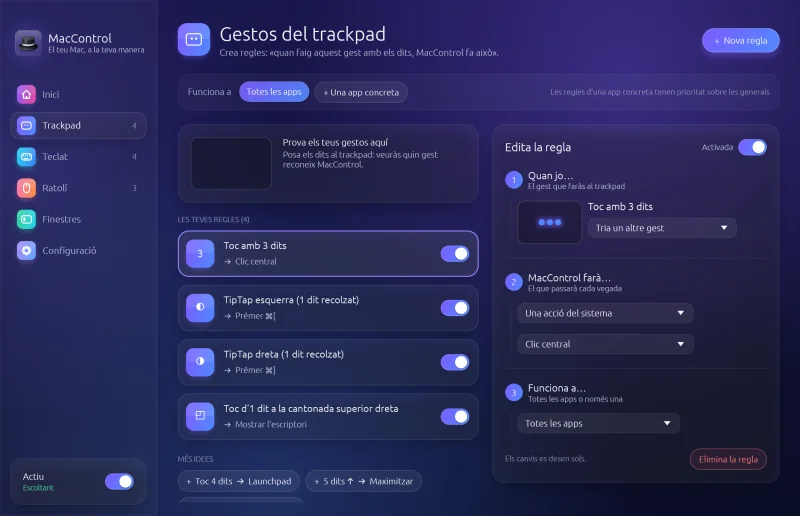 MacControl
El teu Mac, a la teva manera
Inici
Trackpad
4
Teclat
4
Ratolí
3
Finestres
Configuració
Actiu
Escoltant
Gestos del trackpad
Crea regles: «quan faig aquest gest amb els dits, MacControl fa això».
+ Nova regla
Funciona a
Totes les apps
+ Una app concreta
Les regles d'una app concreta tenen prioritat sobre les generals
Prova els teus gestos aquí
Posa els dits al trackpad: veuràs quin gest
reconeix MacControl.
LES TEVES REGLES (4)
3
Toc amb 3 dits
→ Clic central
TipTap esquerra (1 dit recolzat)
→ Prémer ⌘[
TipTap dreta (1 dit recolzat)
→ Prémer ⌘]
Toc d'1 dit a la cantonada superior dreta
→ Mostrar l'escriptori
MÉS IDEES
+ Toc 4 dits → Launchpad
+ 5 dits ↑ → Maximitzar
Edita la regla
Activada
1
Quan jo…
El gest que faràs al trackpad
Toc amb 3 dits
Tria un altre gest
2
MacControl farà…
El que passarà cada vegada
Una acció del sistema
Clic central
3
Funciona a…
Totes les apps o només una
Totes les apps
Els canvis es desen sols.
Elimina la regla